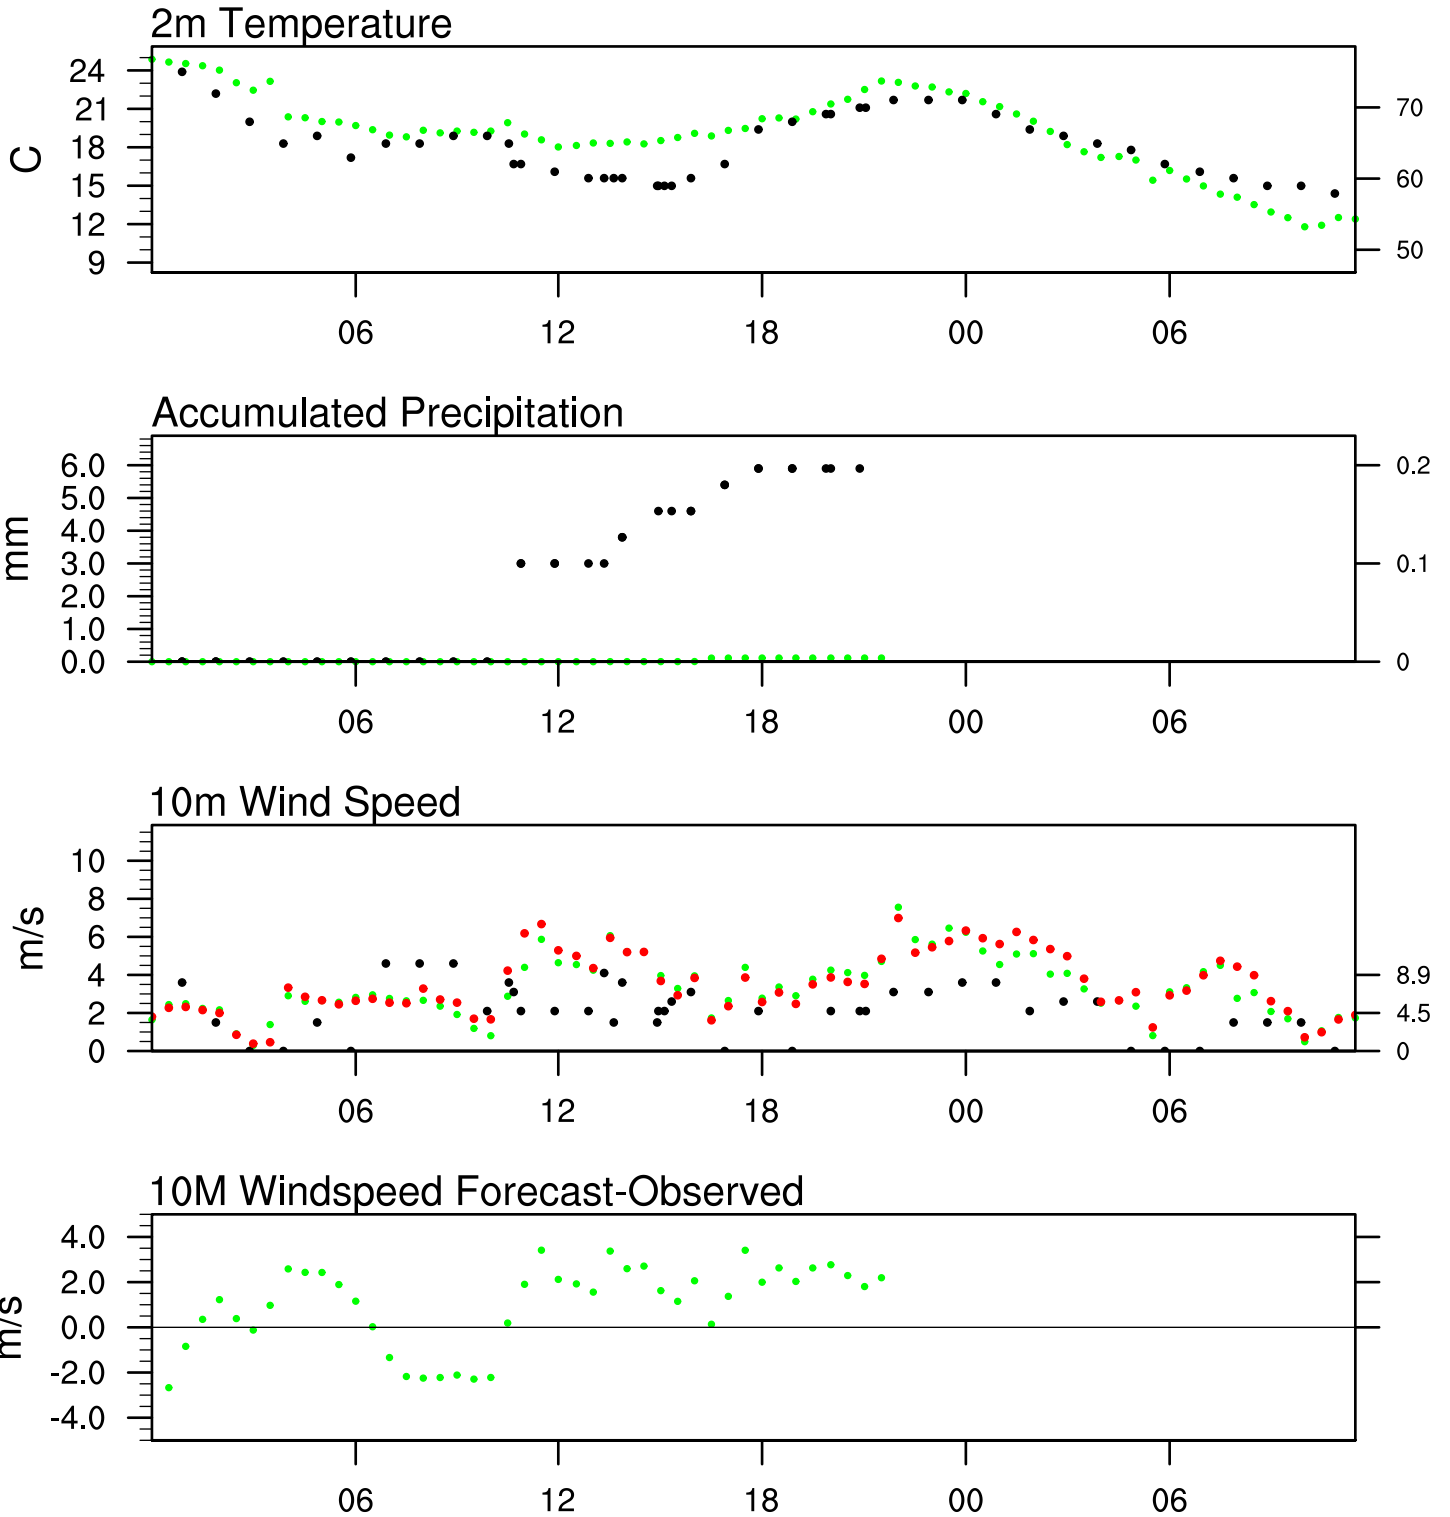 2m Temperature
C
24
21
18
15
12
9
70
60
50
06 12 18 00 06
Accumulated Precipitation
mm
6.0
5.0
4.0
3.0
2.0
1.0
0.0
0.2
0.1
0
06 12 18 00 06
10m Wind Speed
m/s
10
8
6
4
2
0
8.9
4.5
0
06 12 18 00 06
10M Windspeed Forecast-Observed
m/s
4.0
2.0
0.0
-2.0
-4.0
06 12 18 00 06